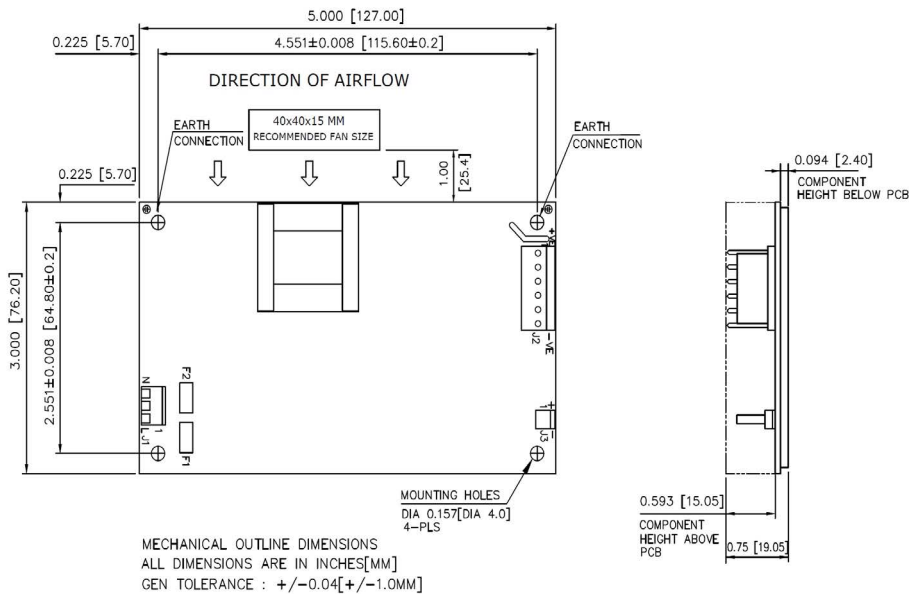 5.000 [127.00]
0.225 [5.70]
4.551±0.008 [115.60±0.2]
DIRECTION OF AIRFLOW
40x40x15 MM
RECOMMENDED FAN SIZE
EARTH
CONNECTION
EARTH
CONNECTION
0.225 [5.70]
1.00
[25.4]
0.094 [2.40]
COMPONENT
HEIGHT BELOW PCB
3.000 [76.20]
2.551±0.008 [64.80±0.2]
+VE
J2
-VE
N
L
1
J1
F2
F1
+
1
-
J3
MOUNTING HOLES
DIA 0.157[DIA 4.0]
4-PLS
0.593 [15.05]
COMPONENT
HEIGHT ABOVE
PCB
0.75 [19.05]
MECHANICAL OUTLINE DIMENSIONS
ALL DIMENSIONS ARE IN INCHES[MM]
GEN TOLERANCE : +/-0.04[+/-1.0MM]